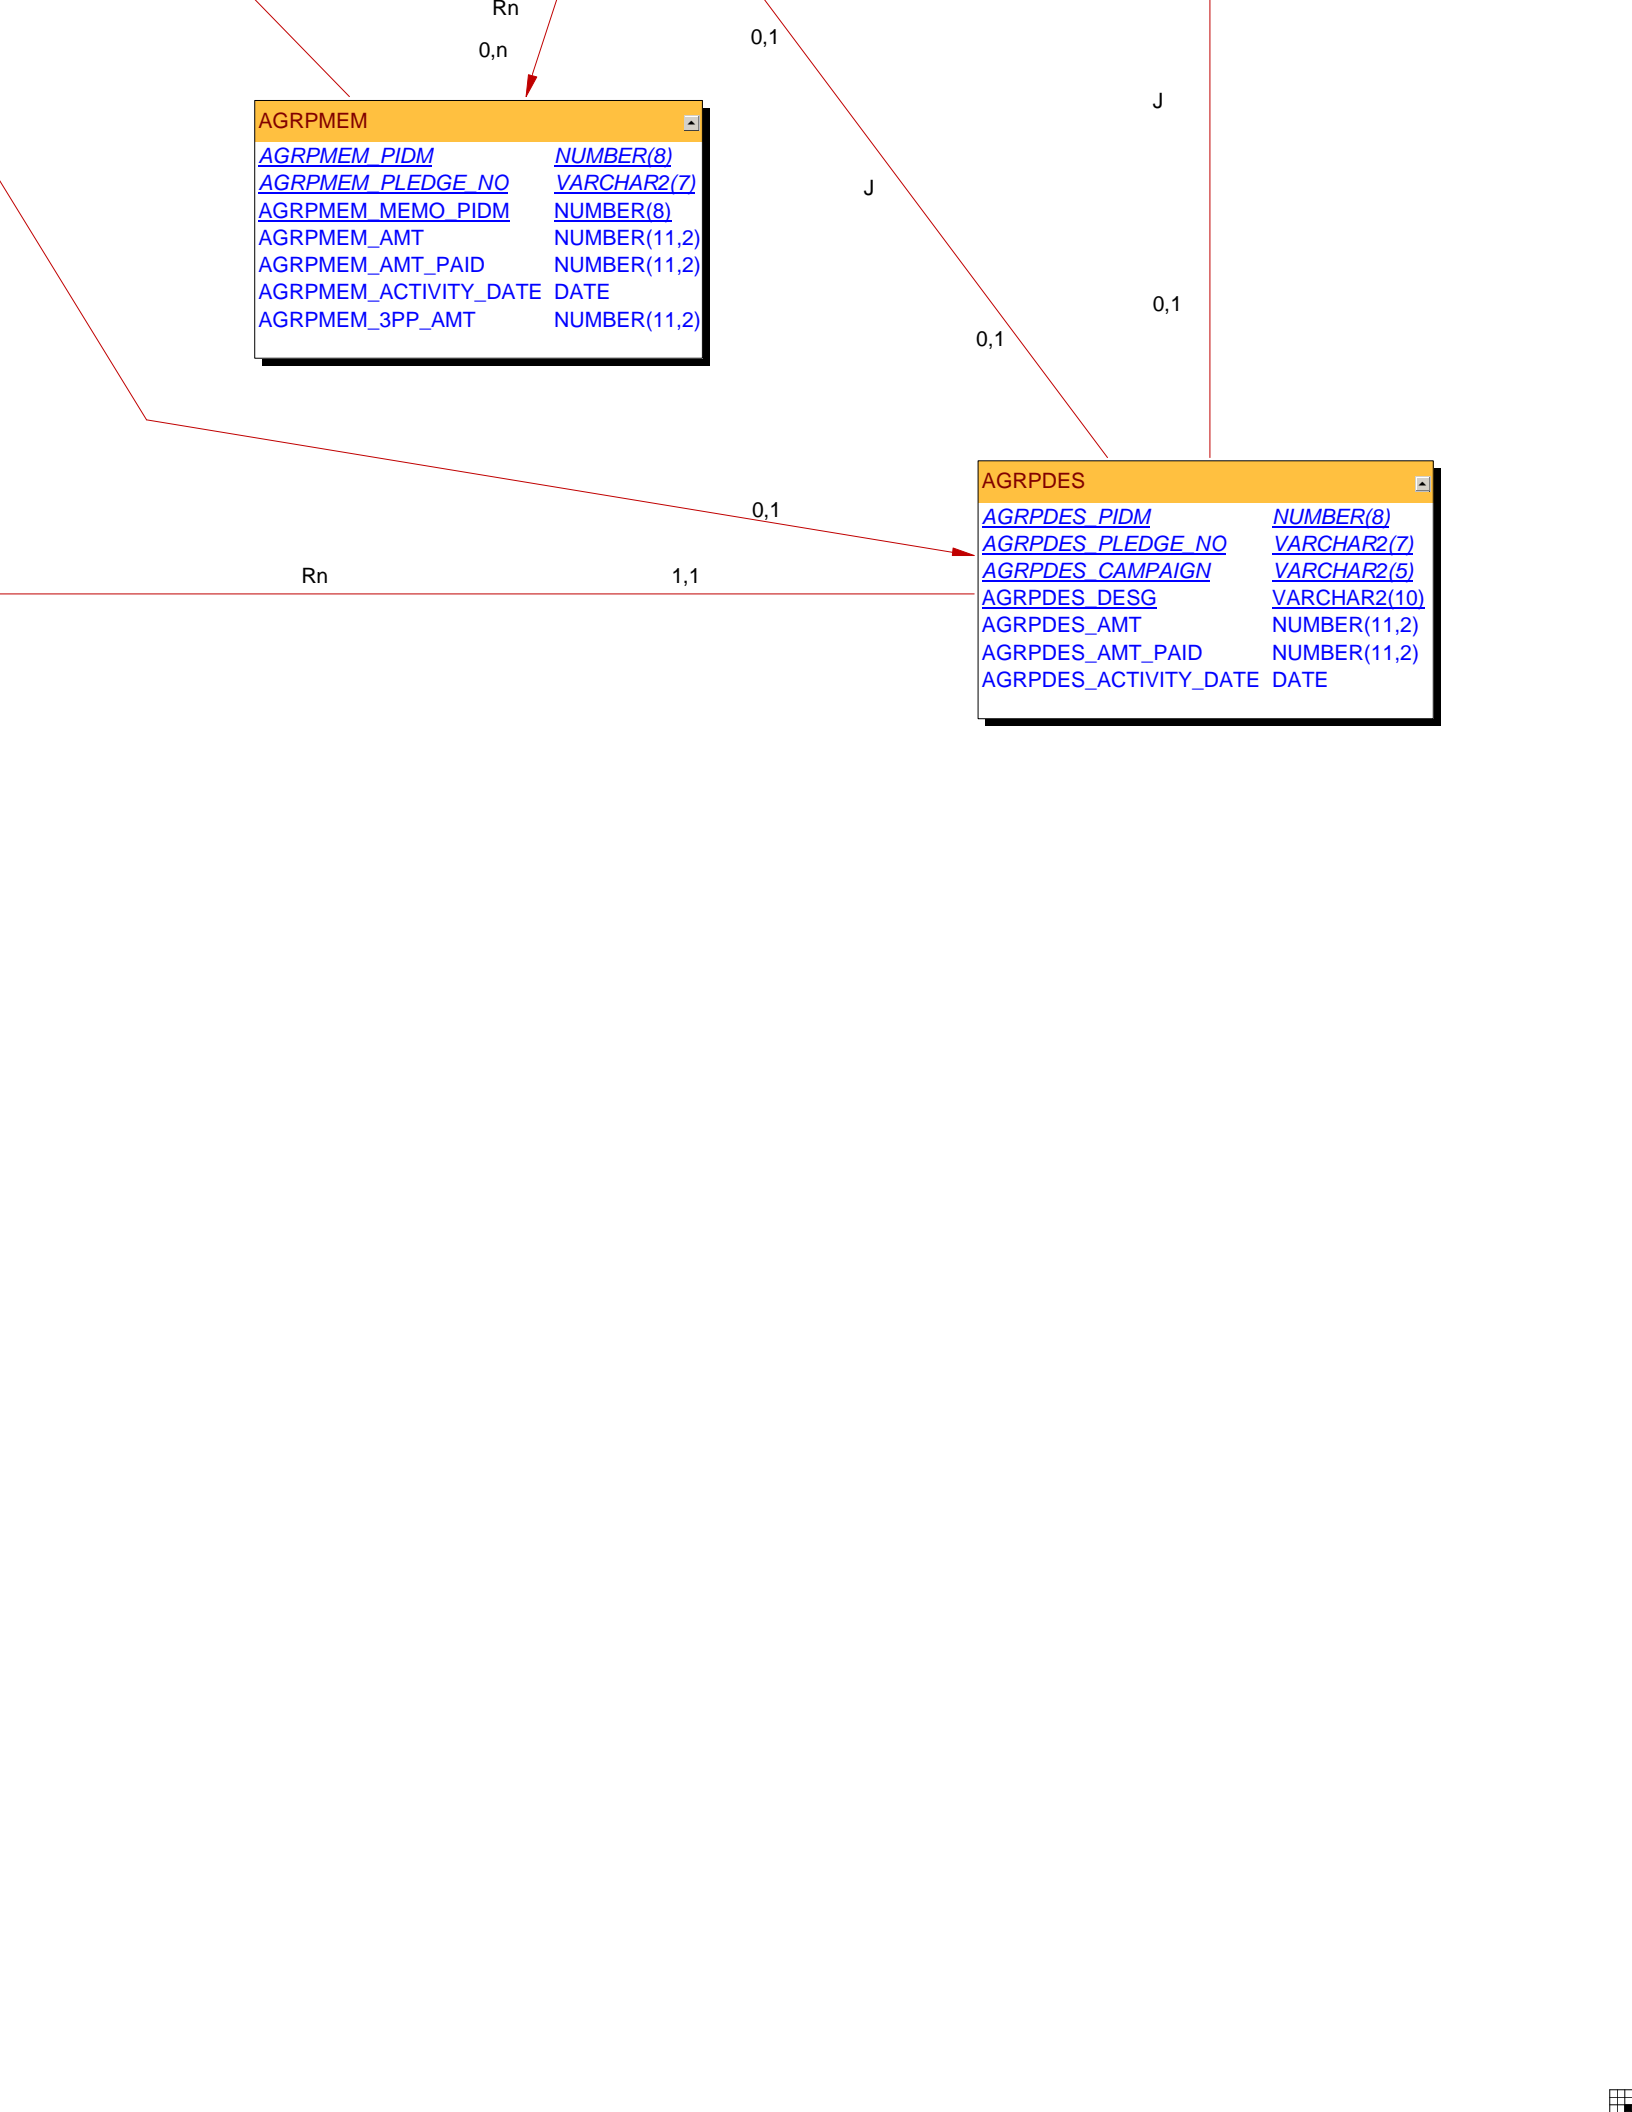 Rn
0,1
0,n
J
AGRPMEM
AGRPMEM_PIDM NUMBER(8)
AGRPMEM_PLEDGE_NO VARCHAR2(7)
J
AGRPMEM_MEMO_PIDM NUMBER(8)
AGRPMEM_AMT NUMBER(11,2)
AGRPMEM_AMT_PAID NUMBER(11,2)
AGRPMEM_ACTIVITY_DATE DATE
0,1
AGRPMEM_3PP_AMT NUMBER(11,2)
0,1
AGRPDES
0,1
AGRPDES_PIDM NUMBER(8)
AGRPDES_PLEDGE_NO VARCHAR2(7)
AGRPDES_CAMPAIGN VARCHAR2(5)
Rn 1,1
AGRPDES_DESG VARCHAR2(10)
AGRPDES_AMT NUMBER(11,2)
AGRPDES_AMT_PAID NUMBER(11,2)
AGRPDES_ACTIVITY_DATE DATE